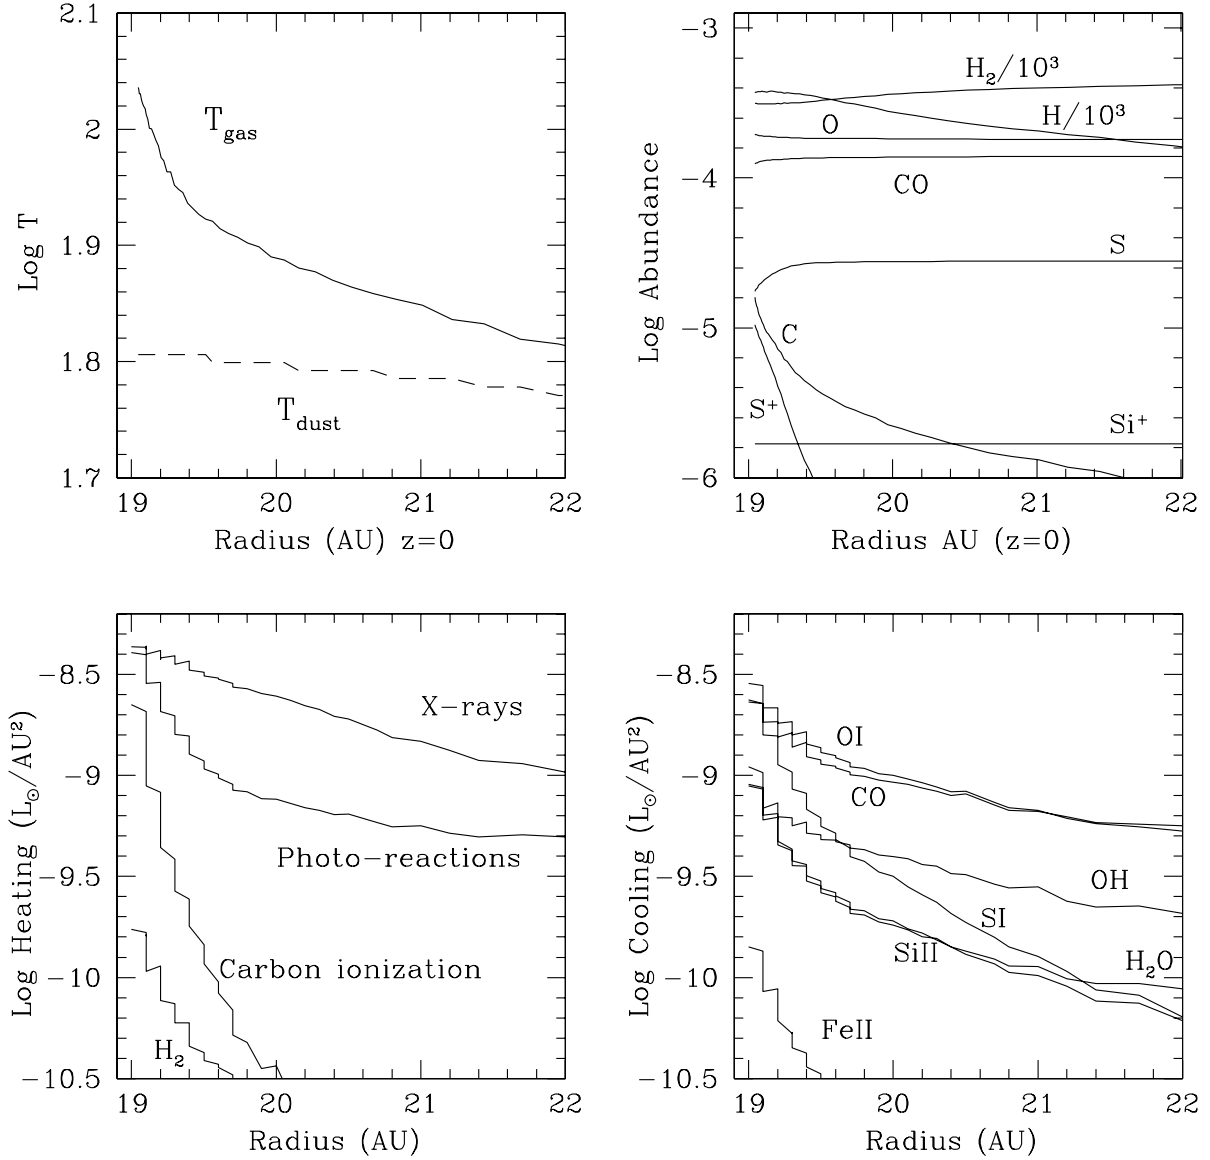 2.1
2
1.9
1.8
1.7
Log T
T_gas
T_dust
19 20 21 22
Radius (AU) z=0
−3
−4
−5
−6
Log Abundance
H₂/10³
H/10³
O
CO
S
C
S⁺
Si⁺
19 20 21 22
Radius AU (z=0)
−8.5
−9
−9.5
−10
−10.5
Log Heating (L☉/AU²)
X−rays
Photo−reactions
Carbon ionization
H₂
19 20 21 22
Radius (AU)
−8.5
−9
−9.5
−10
−10.5
Log Cooling (L☉/AU²)
OI
CO
OH
SI
SiII
H₂O
FeII
19 20 21 22
Radius (AU)